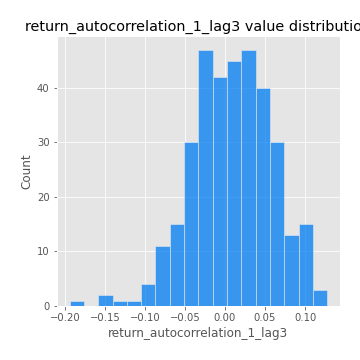 return_autocorrelation_1_lag3 value distributio
40
30
20
10
0
Count
−0.20 −0.15 −0.10 −0.05 0.00 0.05 0.10
return_autocorrelation_1_lag3